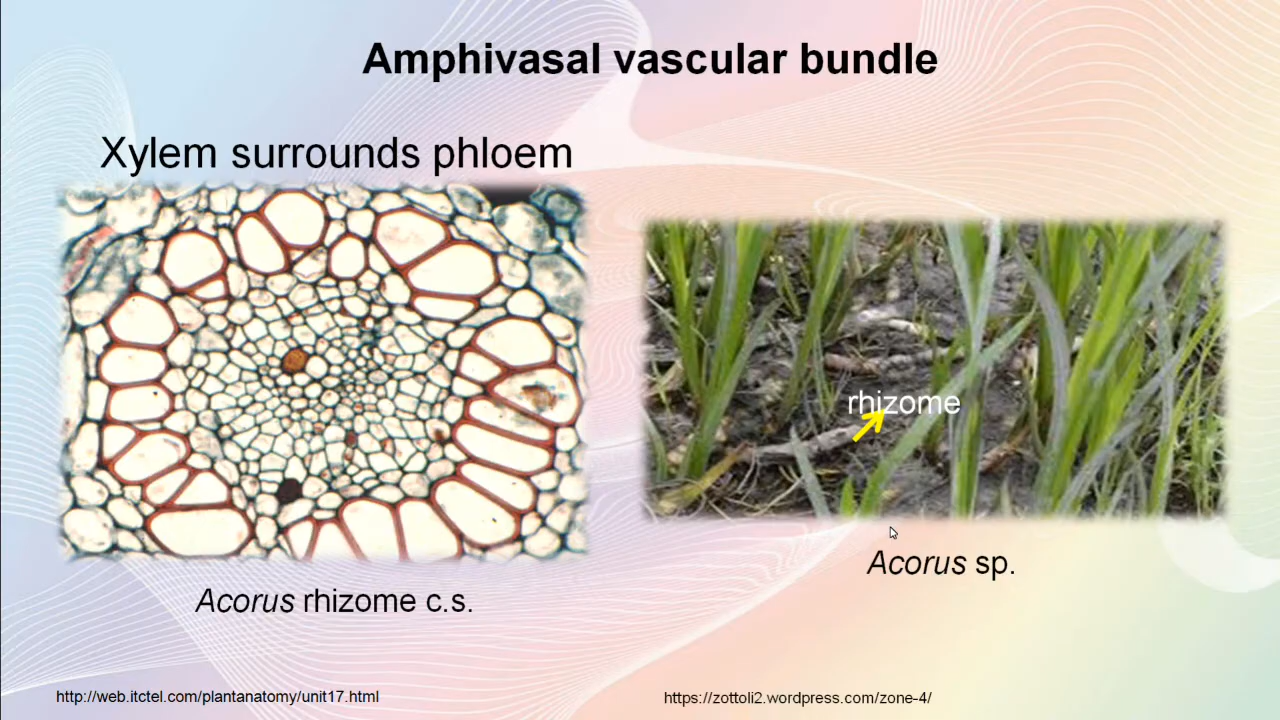 Amphivasal vascular bundle
Xylem surrounds phloem
rhizome
Acorus sp.
Acorus rhizome c.s.
http://web.itctel.com/plantanatomy/unit17.html
https://zottoli2.wordpress.com/zone-4/